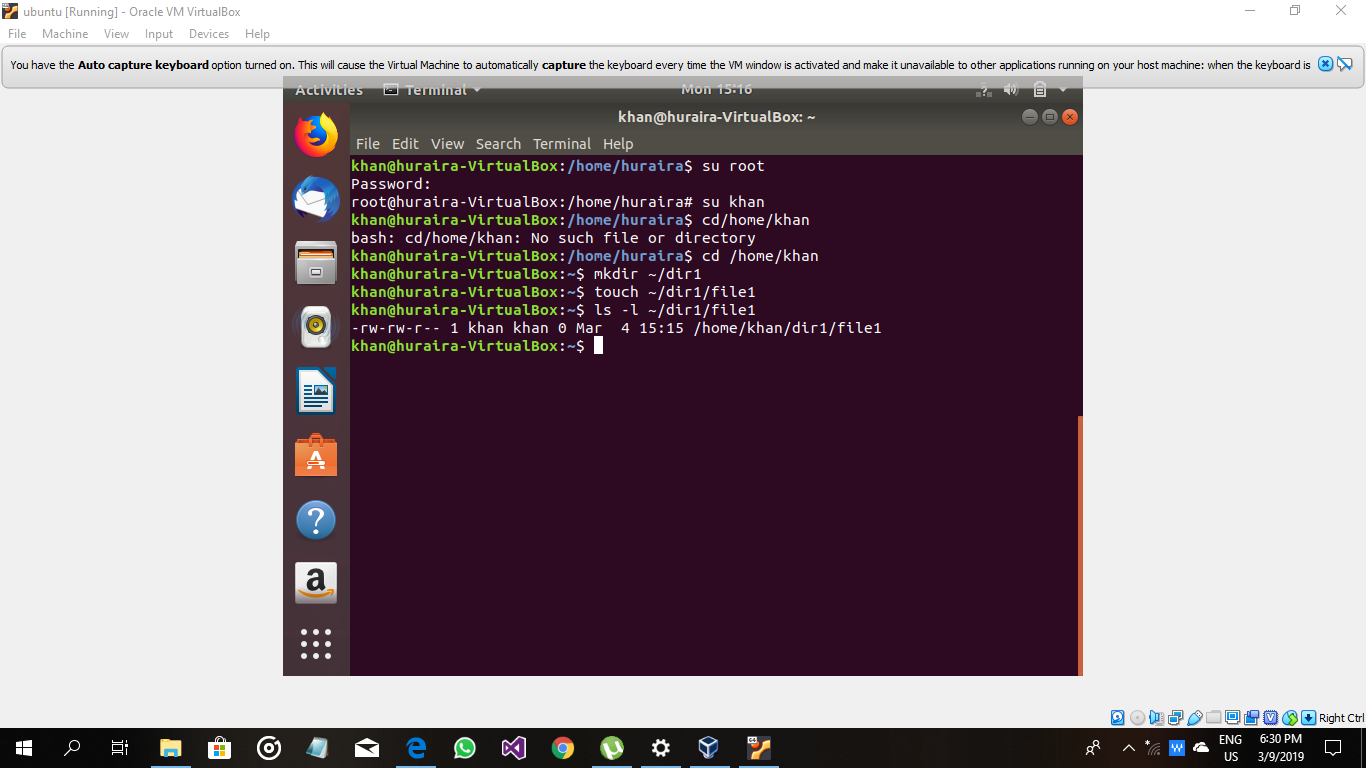 ubuntu [Running] - Oracle VM VirtualBox
File Machine View Input Devices Help
You have the Auto capture keyboard option turned on. This will cause the Virtual Machine to automatically capture the keyboard every time the VM window is activated and make it unavailable to other applications running on your host machine: when the keyboard is
Activities Terminal Mon 15:16
khan@huraira-VirtualBox: ~
File Edit View Search Terminal Help
khan@huraira-VirtualBox:/home/huraira$ su root
Password:
root@huraira-VirtualBox:/home/huraira# su khan
khan@huraira-VirtualBox:/home/huraira$ cd/home/khan
bash: cd/home/khan: No such file or directory
khan@huraira-VirtualBox:/home/huraira$ cd /home/khan
khan@huraira-VirtualBox:~$ mkdir ~/dir1
khan@huraira-VirtualBox:~$ touch ~/dir1/file1
khan@huraira-VirtualBox:~$ ls -l ~/dir1/file1
-rw-rw-r-- 1 khan khan 0 Mar  4 15:15 /home/khan/dir1/file1
khan@huraira-VirtualBox:~$
Right Ctrl
ENG 6:30 PM
US 3/9/2019